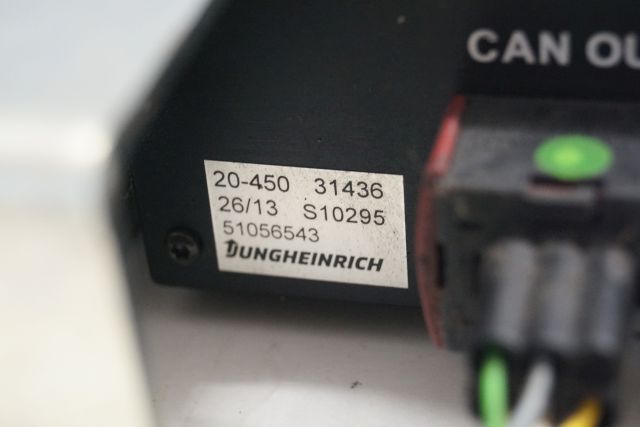 CAN OU
20-450 31436
26/13 S10295
51056543
JUNGHEINRICH